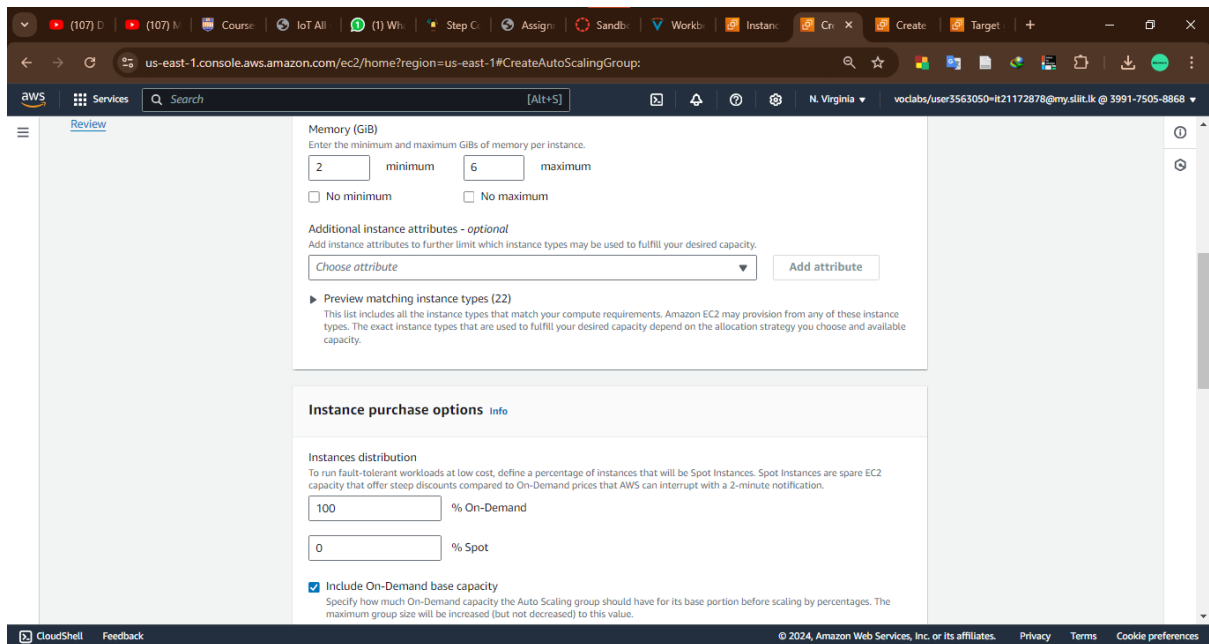 (107) D
(107) M
Course
IoT All
(1) Wha
Step Co
Assign
Sandbo
Workbe
Instanc
Cre
Create
Target
us-east-1.console.aws.amazon.com/ec2/home?region=us-east-1#CreateAutoScalingGroup:
aws
Services
Search
[Alt+S]
N. Virginia
voclabs/user3563050=it21172878@my.sliit.lk @ 3991-7505-8868
Review
Memory (GiB)
Enter the minimum and maximum GiBs of memory per instance.
2 minimum 6 maximum
No minimum No maximum
Additional instance attributes - optional
Add instance attributes to further limit which instance types may be used to fulfill your desired capacity.
Choose attribute Add attribute
Preview matching instance types (22)
This list includes all the instance types that match your compute requirements. Amazon EC2 may provision from any of these instance
types. The exact instance types that are used to fulfill your desired capacity depend on the allocation strategy you choose and available
capacity.
Instance purchase options Info
Instances distribution
To run fault-tolerant workloads at low cost, define a percentage of instances that will be Spot Instances. Spot Instances are spare EC2
capacity that offer steep discounts compared to On-Demand prices that AWS can interrupt with a 2-minute notification.
100 % On-Demand
0 % Spot
Include On-Demand base capacity
Specify how much On-Demand capacity the Auto Scaling group should have for its base portion before scaling by percentages. The
maximum group size will be increased (but not decreased) to this value.
CloudShell Feedback © 2024, Amazon Web Services, Inc. or its affiliates. Privacy Terms Cookie preferences